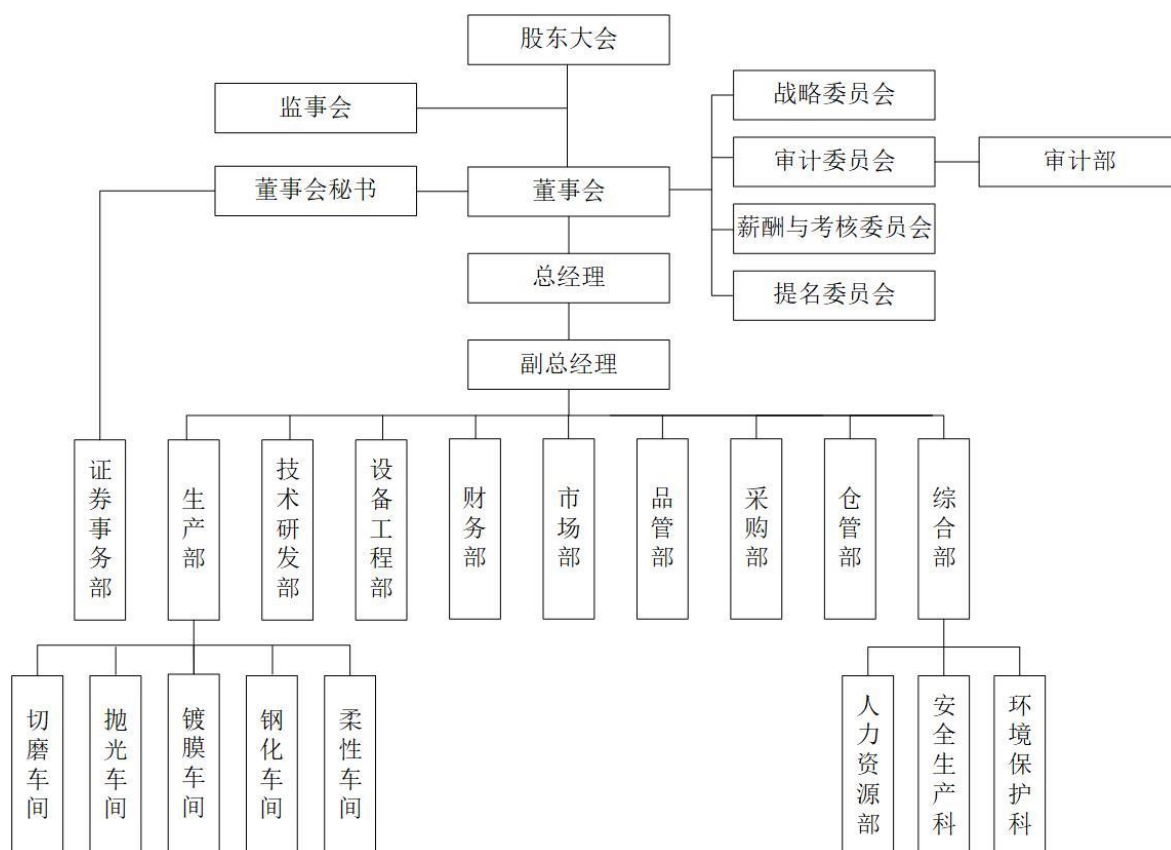 股东大会
监事会
战略委员会
审计委员会
审计部
董事会秘书
董事会
薪酬与考核委员会
总经理
提名委员会
副总经理
证券事务部
生产部
技术研发部
设备工程部
财务部
市场部
品管部
采购部
仓管部
综合部
切磨车间
抛光车间
镀膜车间
钢化车间
柔性车间
人力资源部
安全生产科
环境保护科